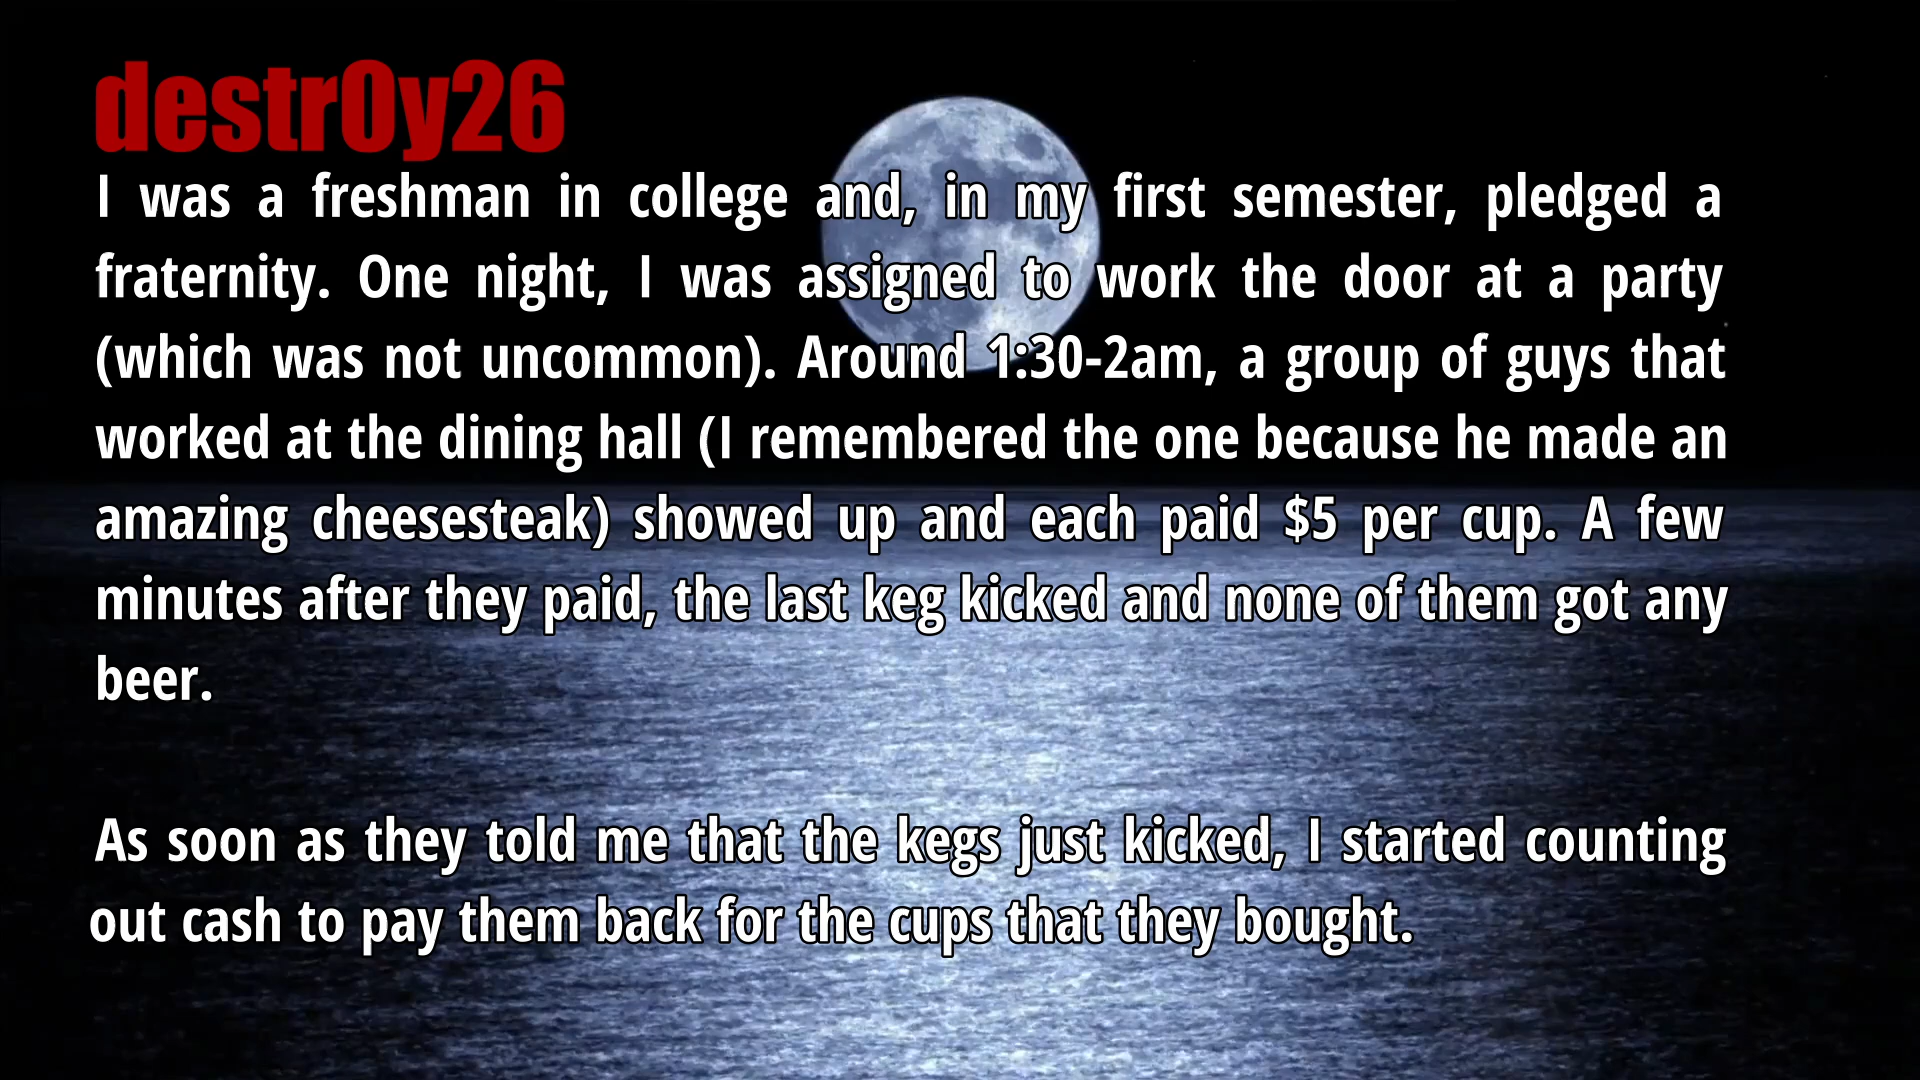 destr0y26
I was a freshman in college and, in my first semester, pledged a
fraternity. One night, I was assigned to work the door at a party
(which was not uncommon). Around 1:30-2am, a group of guys that
worked at the dining hall (I remembered the one because he made an
amazing cheesesteak) showed up and each paid $5 per cup. A few
minutes after they paid, the last keg kicked and none of them got any
beer.
As soon as they told me that the kegs just kicked, I started counting
out cash to pay them back for the cups that they bought.